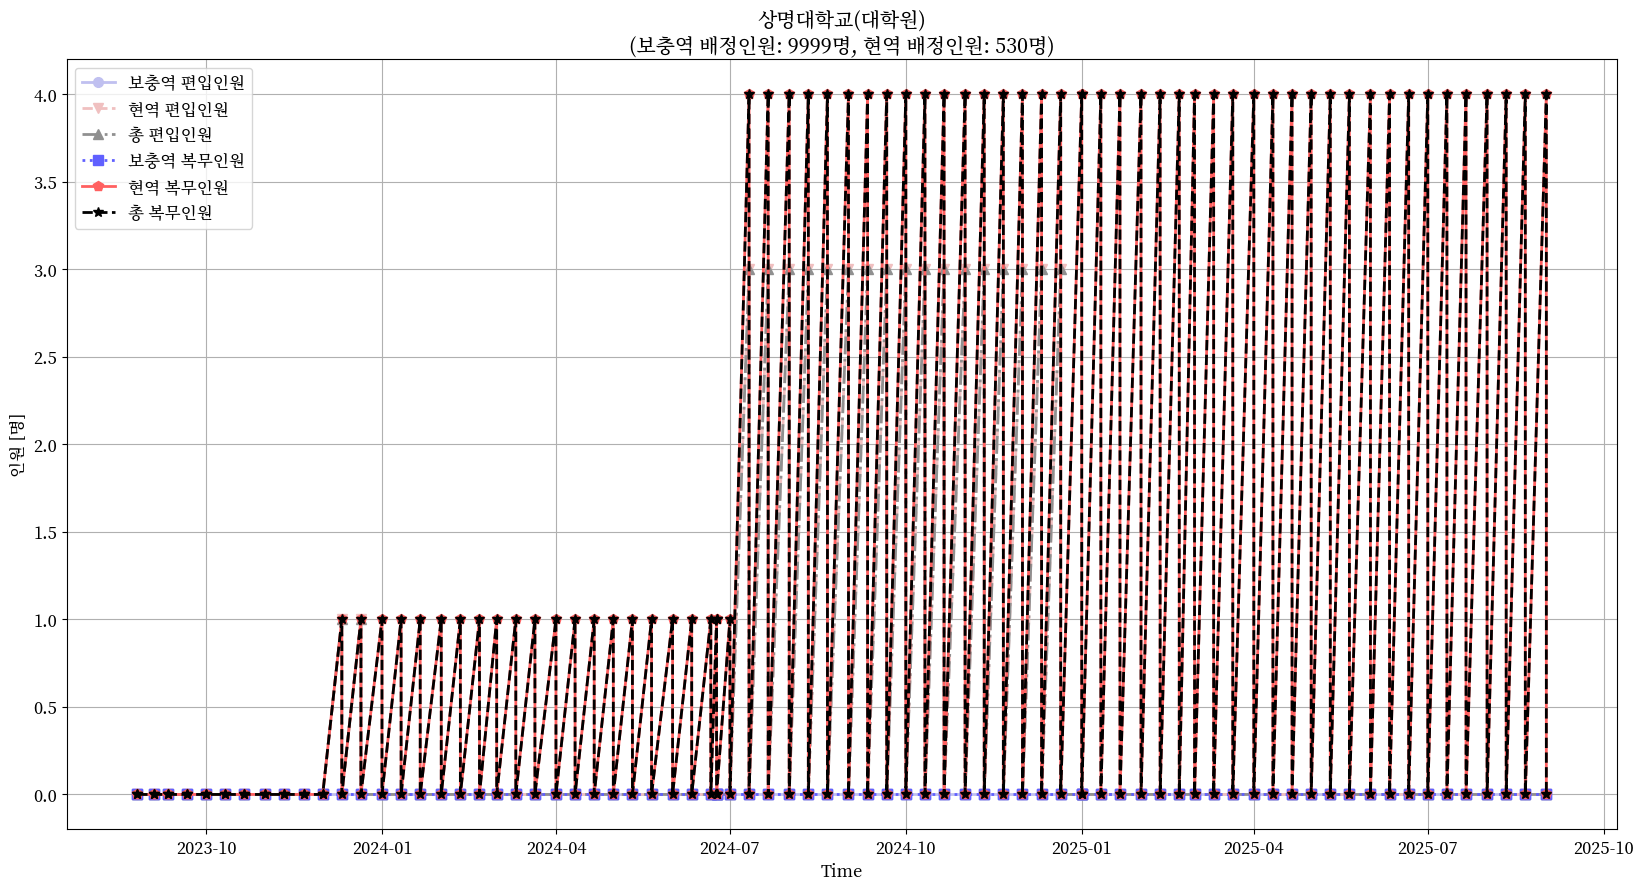 상명대학교(대학원)
(보충역 배정인원: 9999명, 현역 배정인원: 530명)
보충역 편입인원
현역 편입인원
총 편입인원
보충역 복무인원
현역 복무인원
총 복무인원
4.0
3.5
3.0
2.5
2.0
1.5
1.0
0.5
0.0
인원 [명]
2023-10 2024-01 2024-04 2024-07 2024-10 2025-01 2025-04 2025-07 2025-10
Time